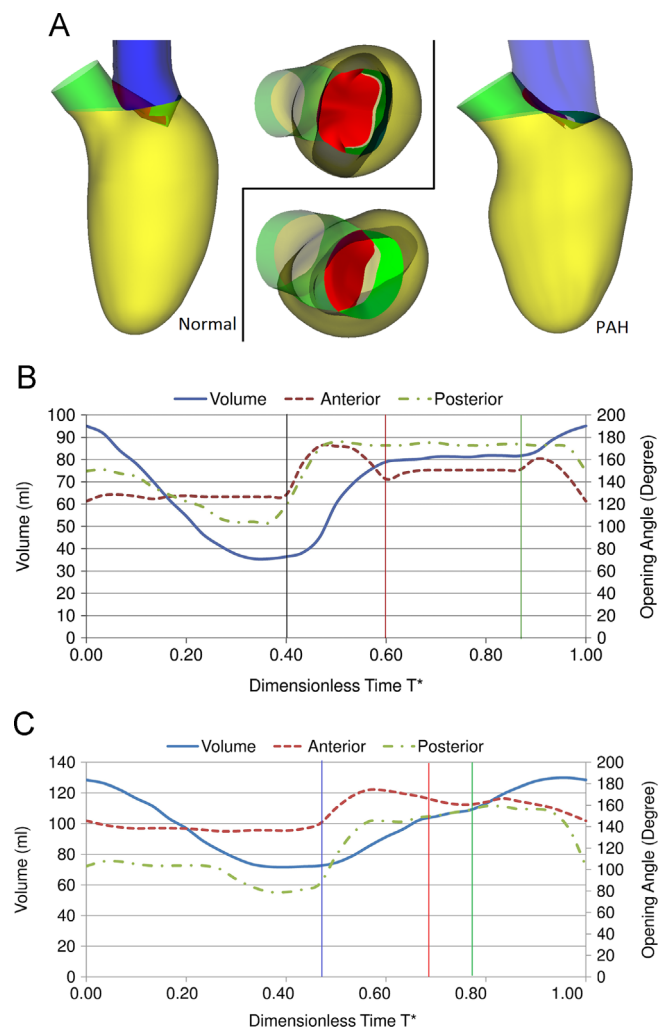 A
Normal
PAH
B
Volume Anterior Posterior
100 200
90 180
80 160
70 140
60 120
50 100
40 80
30 60
20 40
10 20
0 0
Volume (ml)
Opening Angle (Degree)
0.00 0.20 0.40 0.60 0.80 1.00
Dimensionless Time T*
C
Volume Anterior Posterior
140 200
180
120 160
100 140
120
80 100
60 80
40 60
40
20 20
0 0
Volume (ml)
Opening Angle (Degree)
0.00 0.20 0.40 0.60 0.80 1.00
Dimensionless Time T*